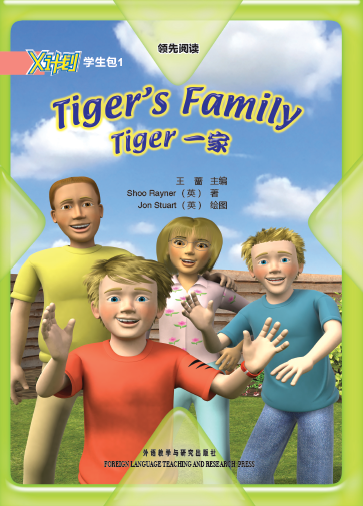 领先阅读
X计划 学生包1
Tiger's Family
Tiger 一家
王 蔷 主编
Shoo Rayner（英）著
Jon Stuart（英）绘图
外语教学与研究出版社
FOREIGN LANGUAGE TEACHING AND RESEARCH PRESS